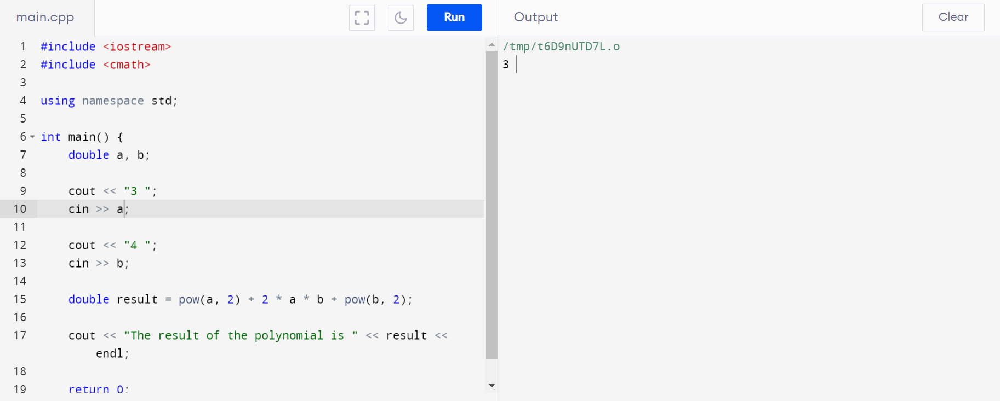 main.cpp
Run
Output
Clear
1 #include <iostream>
2 #include <cmath>
3
4 using namespace std;
5
6 int main() {
7 double a, b;
8
9 cout << "3 ";
10 cin >> a;
11
12 cout << "4 ";
13 cin >> b;
14
15 double result = pow(a, 2) + 2 * a * b + pow(b, 2);
16
17 cout << "The result of the polynomial is " << result <<
endl;
18
19 return 0;
/tmp/t6D9nUTD7L.o
3